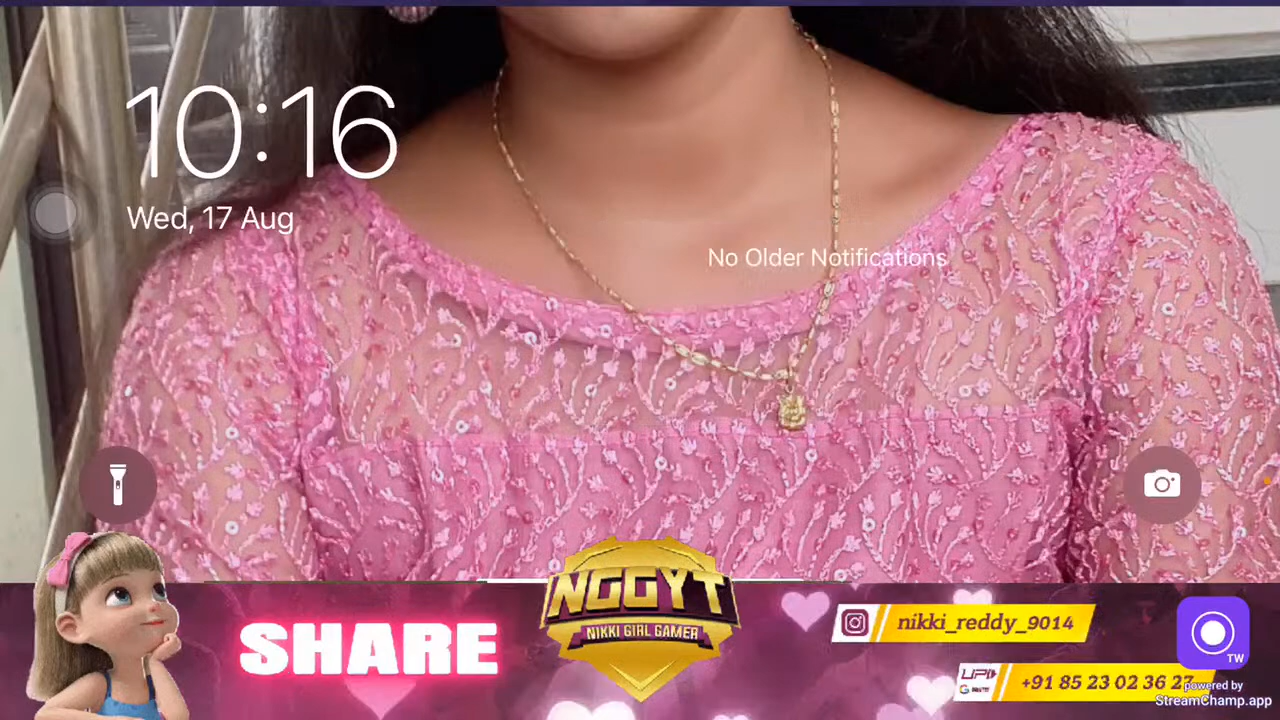 10:16
Wed, 17 Aug
No Older Notifications
NGGYT
NIKKI GIRL GAMER
SHARE
nikki_reddy_9014
UPI
G
+91 85 23 02 36 27
TW
powered by
StreamChamp.app